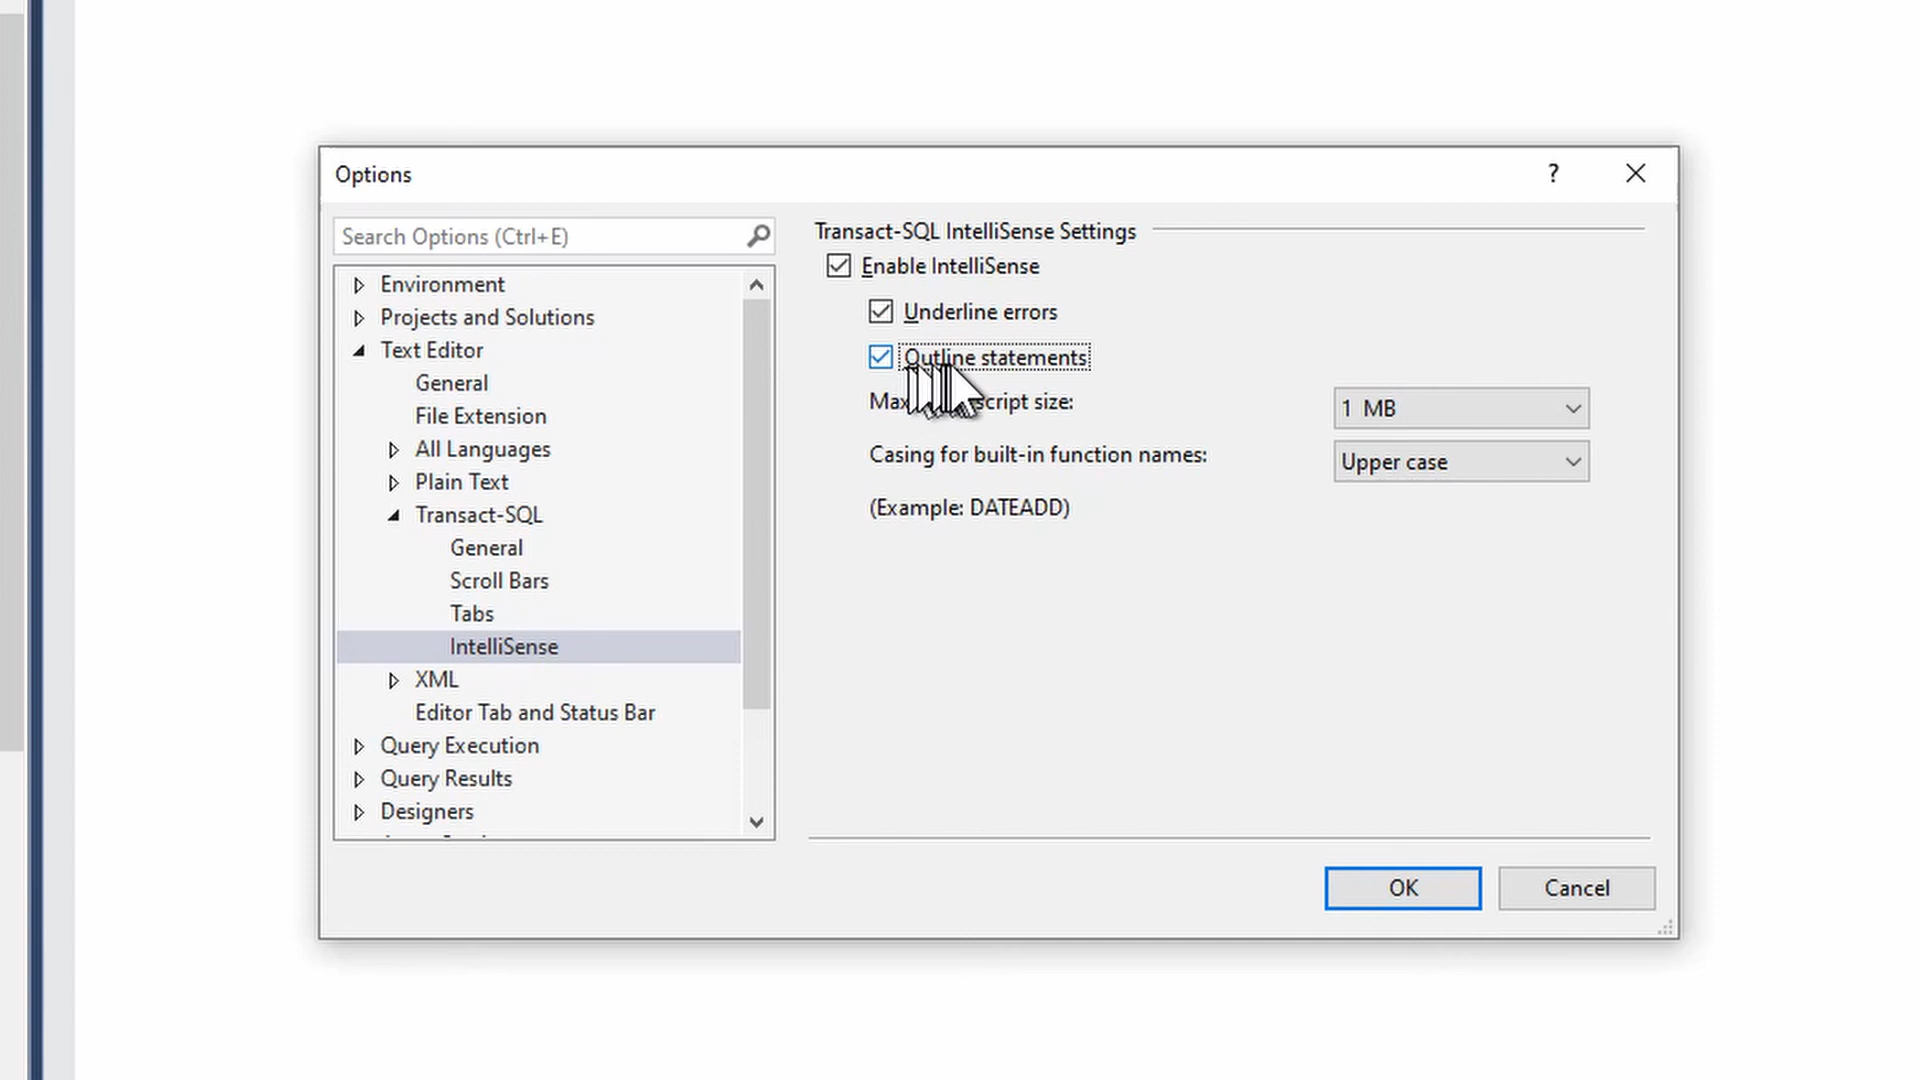 Options
?
Search Options (Ctrl+E)
Environment
Projects and Solutions
Text Editor
General
File Extension
All Languages
Plain Text
Transact-SQL
General
Scroll Bars
Tabs
IntelliSense
XML
Editor Tab and Status Bar
Query Execution
Query Results
Designers
Transact-SQL IntelliSense Settings
Enable IntelliSense
Underline errors
Outline statements
script size:
1 MB
Casing for built-in function names:
Upper case
(Example: DATEADD)
OK
Cancel